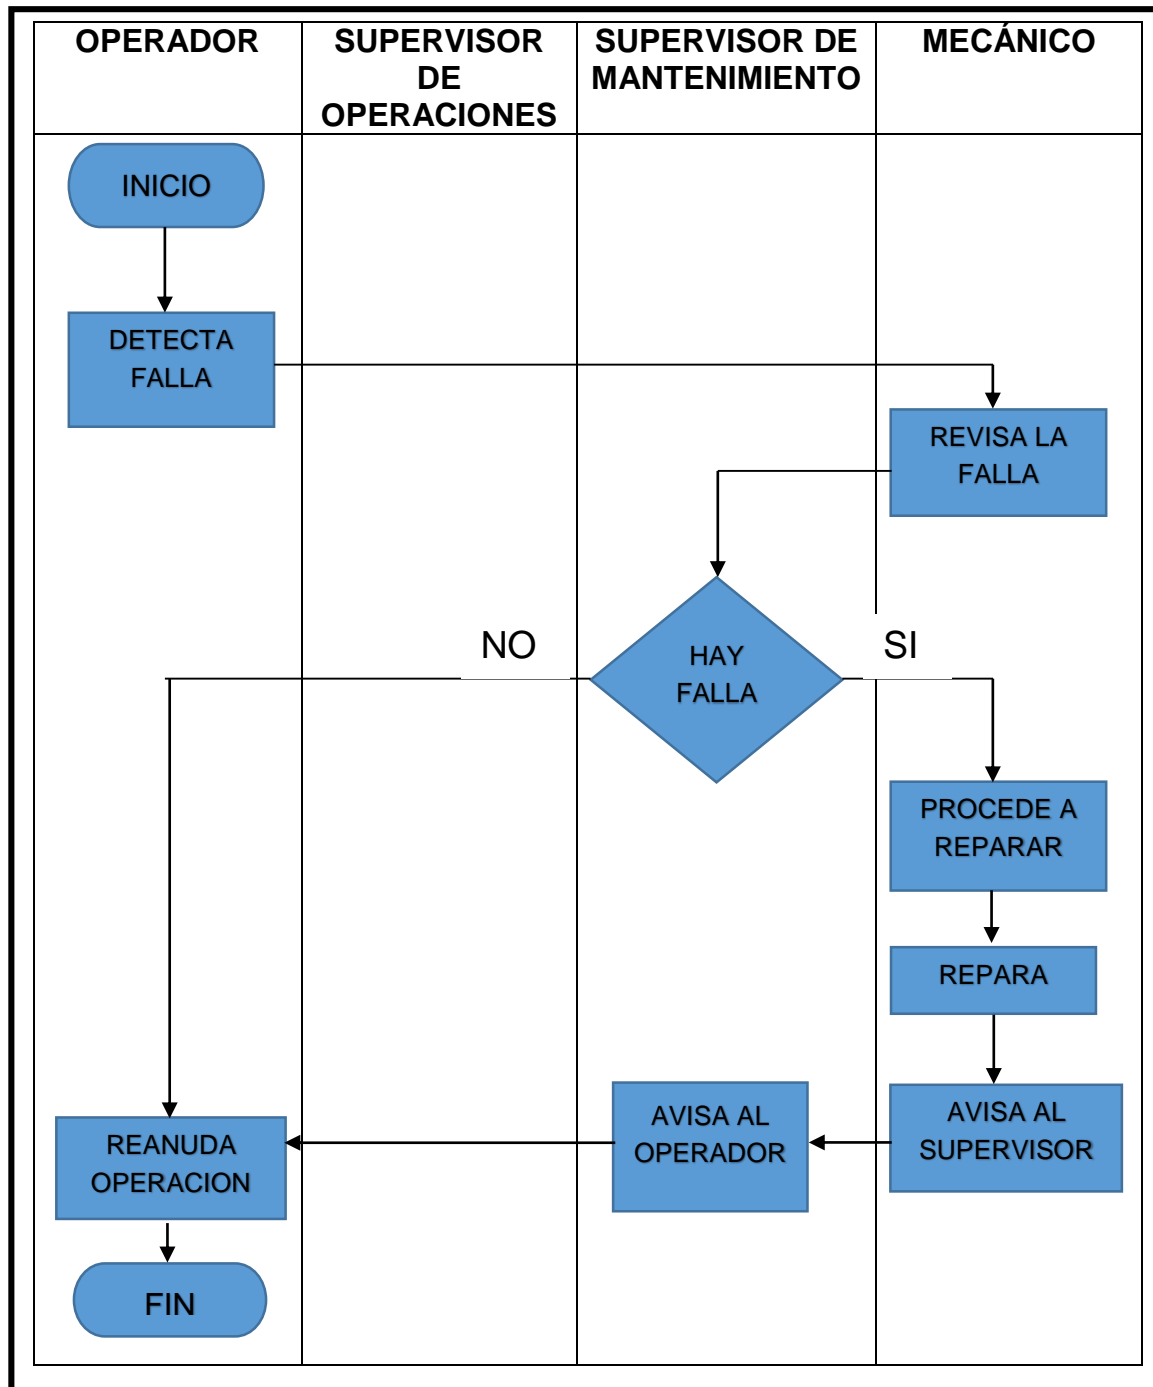 OPERADOR
SUPERVISOR
DE
OPERACIONES
SUPERVISOR DE
MANTENIMIENTO
MECÁNICO
INICIO
DETECTA
FALLA
REVISA LA
FALLA
NO
HAY
FALLA
SI
PROCEDE A
REPARAR
REPARA
AVISA AL
SUPERVISOR
AVISA AL
OPERADOR
REANUDA
OPERACION
FIN